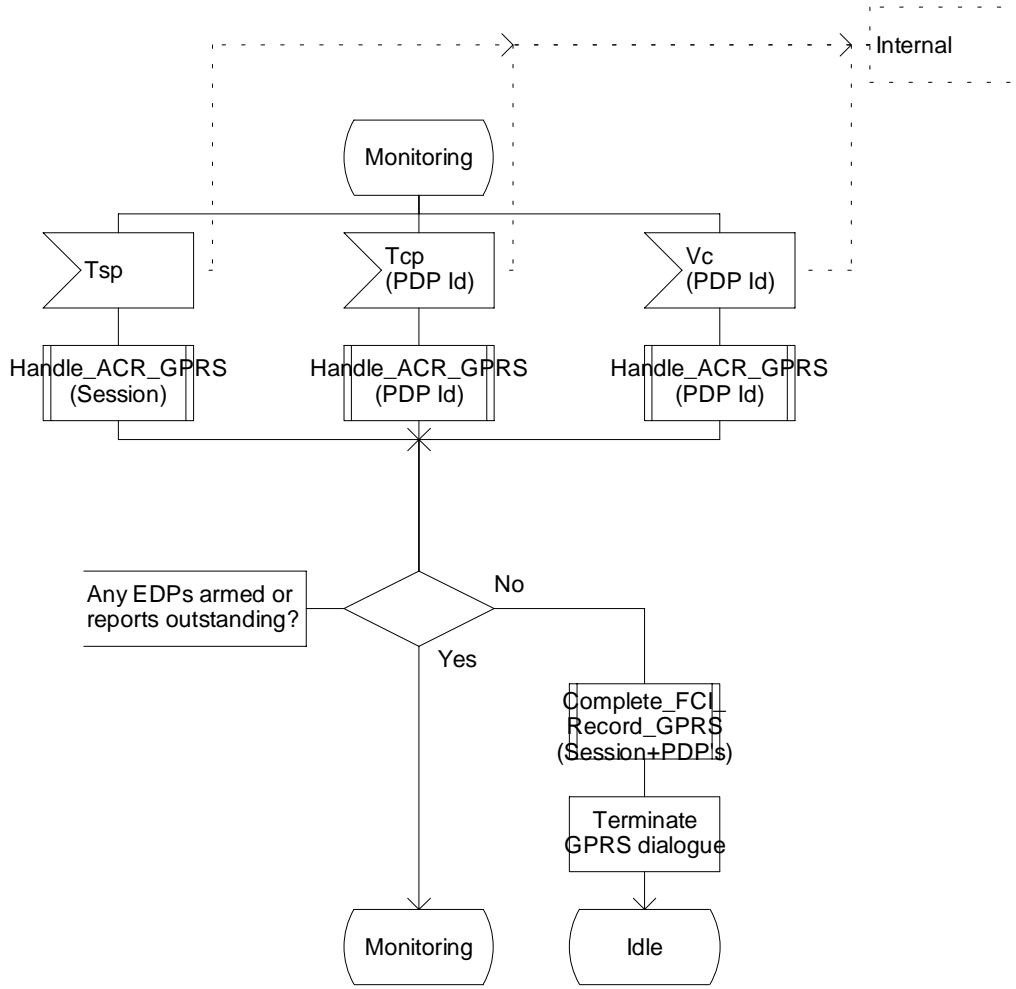 Internal
Monitoring
Tsp
Tcp
(PDP Id)
Vc
(PDP Id)
Handle_ACR_GPRS
(Session)
Handle_ACR_GPRS
(PDP Id)
Handle_ACR_GPRS
(PDP Id)
Any EDPs armed or
reports outstanding?
No
Yes
Complete_FCI_
Record_GPRS
(Session+PDP's)
Terminate
GPRS dialogue
Monitoring
Idle